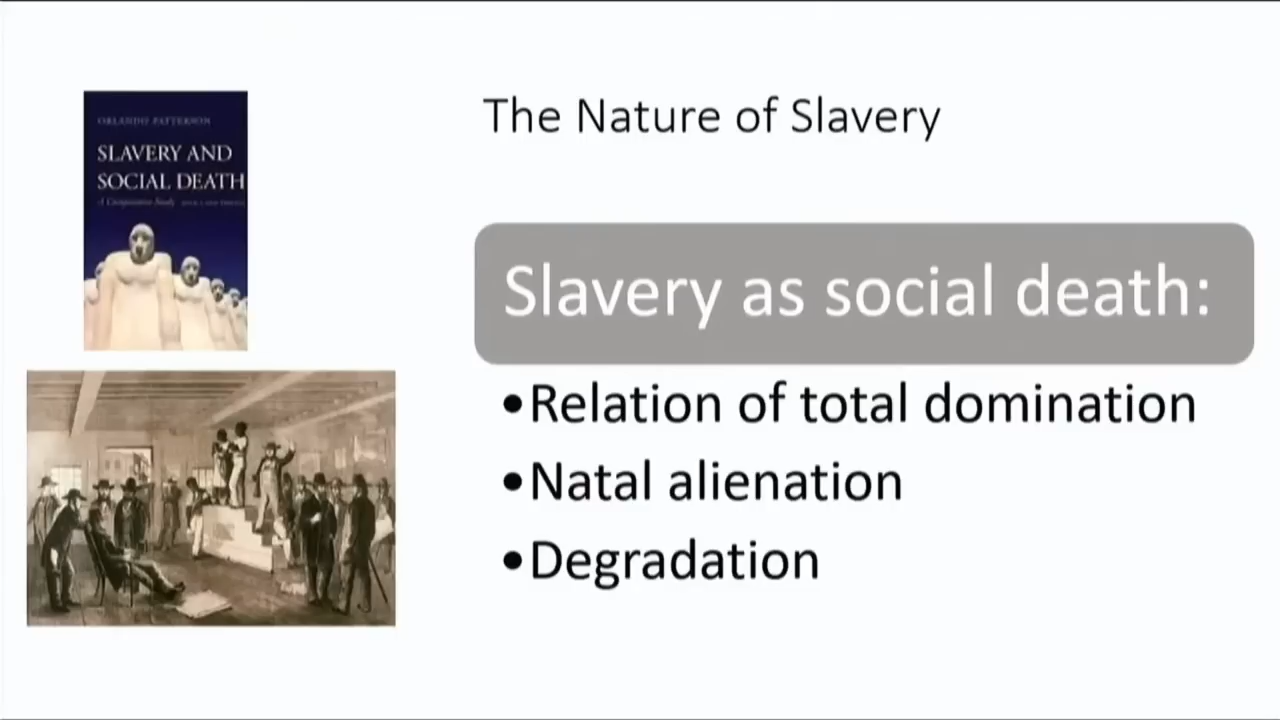 ORLANDO PATTERSON
SLAVERY AND
SOCIAL DEATH
A Comparative Study
The Nature of Slavery
Slavery as social death:
•Relation of total domination
•Natal alienation
•Degradation